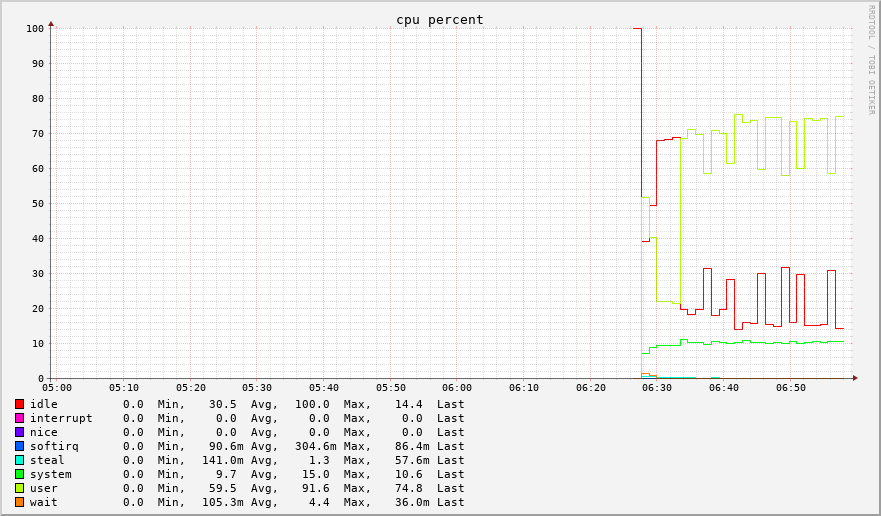 cpu percent
RRDTOOL / TOBI OETIKER
100
90
80
70
60
50
40
30
20
10
0
05:00 05:10 05:20 05:30 05:40 05:50 06:00 06:10 06:20 06:30 06:40 06:50
idle 0.0 Min, 30.5 Avg, 100.0 Max, 14.4 Last
interrupt 0.0 Min, 0.0 Avg, 0.0 Max, 0.0 Last
nice 0.0 Min, 0.0 Avg, 0.0 Max, 0.0 Last
softirq 0.0 Min, 90.6m Avg, 304.6m Max, 86.4m Last
steal 0.0 Min, 141.0m Avg, 1.3 Max, 57.6m Last
system 0.0 Min, 9.7 Avg, 15.0 Max, 10.6 Last
user 0.0 Min, 59.5 Avg, 91.6 Max, 74.8 Last
wait 0.0 Min, 105.3m Avg, 4.4 Max, 36.0m Last